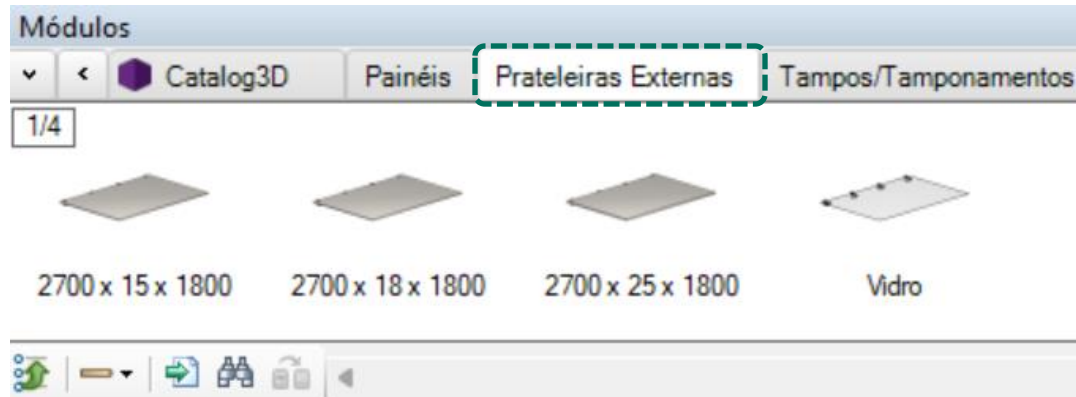 Módulos
Catalog3D Painéis Prateleiras Externas Tampos/Tamponamentos
1/4
2700 x 15 x 1800 2700 x 18 x 1800 2700 x 25 x 1800 Vidro